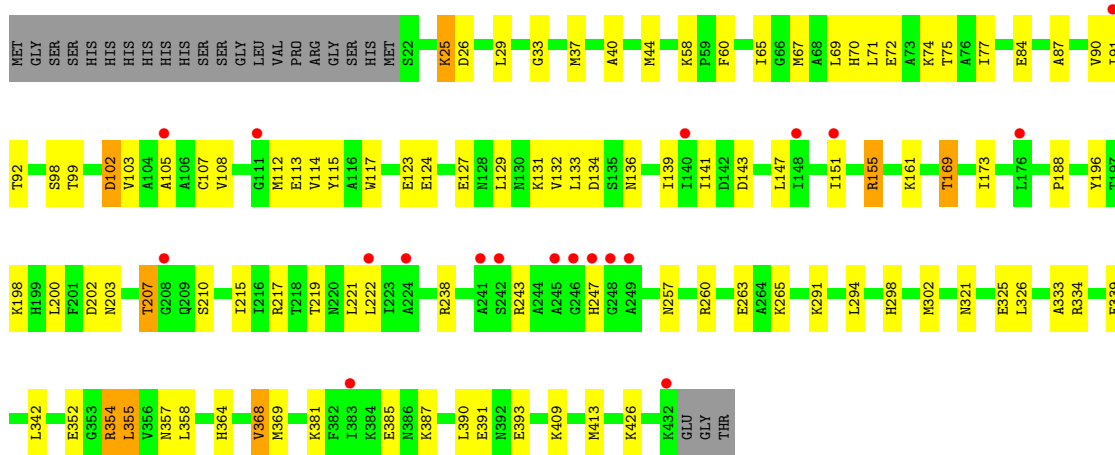 MET GLY SER SER HIS HIS HIS HIS HIS HIS SER SER GLY LEU VAL PRO ARG GLY SER HIS MET S22 K25 D26 L29 G33 M37 A40 M44 K58 P59 F60 I65 G66 M67 A68 L69 H70 L71 E72 A73 K74 T75 A76 I77 E84 A87 V90
T92 S98 T99 D102 V103 A104 A105 A106 C107 V108 G111 M112 E113 V114 Y115 A116 W117 E123 E124 E127 N128 L129 N130 K131 V132 L133 D134 S135 N136 I139 I140 I141 D142 D143 L147 I148 I151 R155 K161 T169 I173 L176 P188 Y196 T197
K198 H199 L200 F201 D202 N203 T207 G208 Q209 S210 I215 I216 R217 T218 T219 N220 L221 L222 I223 A224 R238 A241 S242 R243 A244 A245 G246 H247 G248 A249 N257 R260 E263 A264 K265 K291 L294 H298 M302 N321 E325 L326 A333 R334
L342 E352 G353 R354 L355 V356 N357 L358 H364 V368 M369 K381 F382 I383 K384 E385 N386 K387 L390 E391 N392 E393 K409 M413 K426 K432 GLU GLY THR